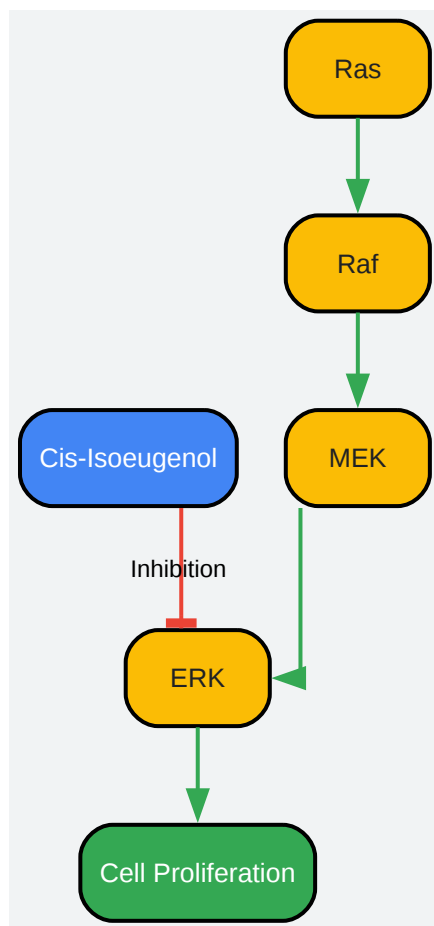 Ras
Raf
Cis-Isoeugenol
MEK
Inhibition
ERK
Cell Proliferation